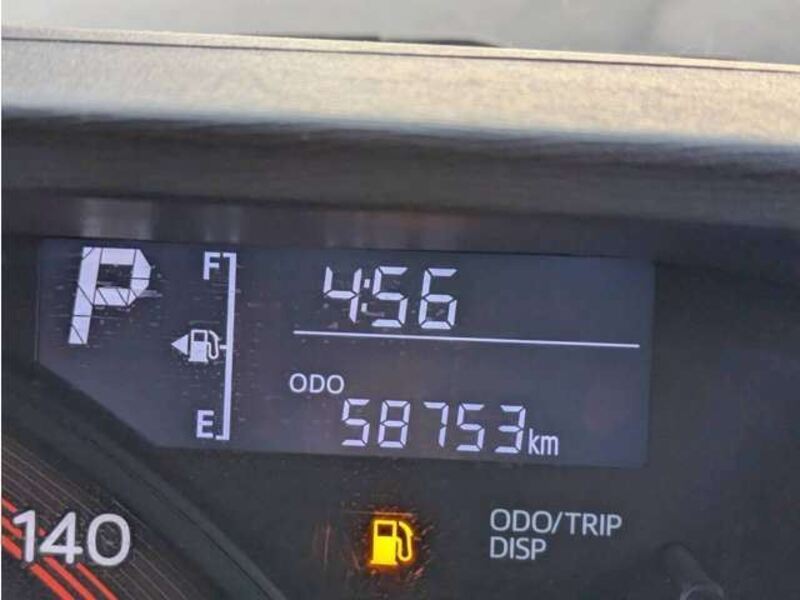 P
F
4:56
E
ODO
58753km
140
ODO/TRIP
DISP